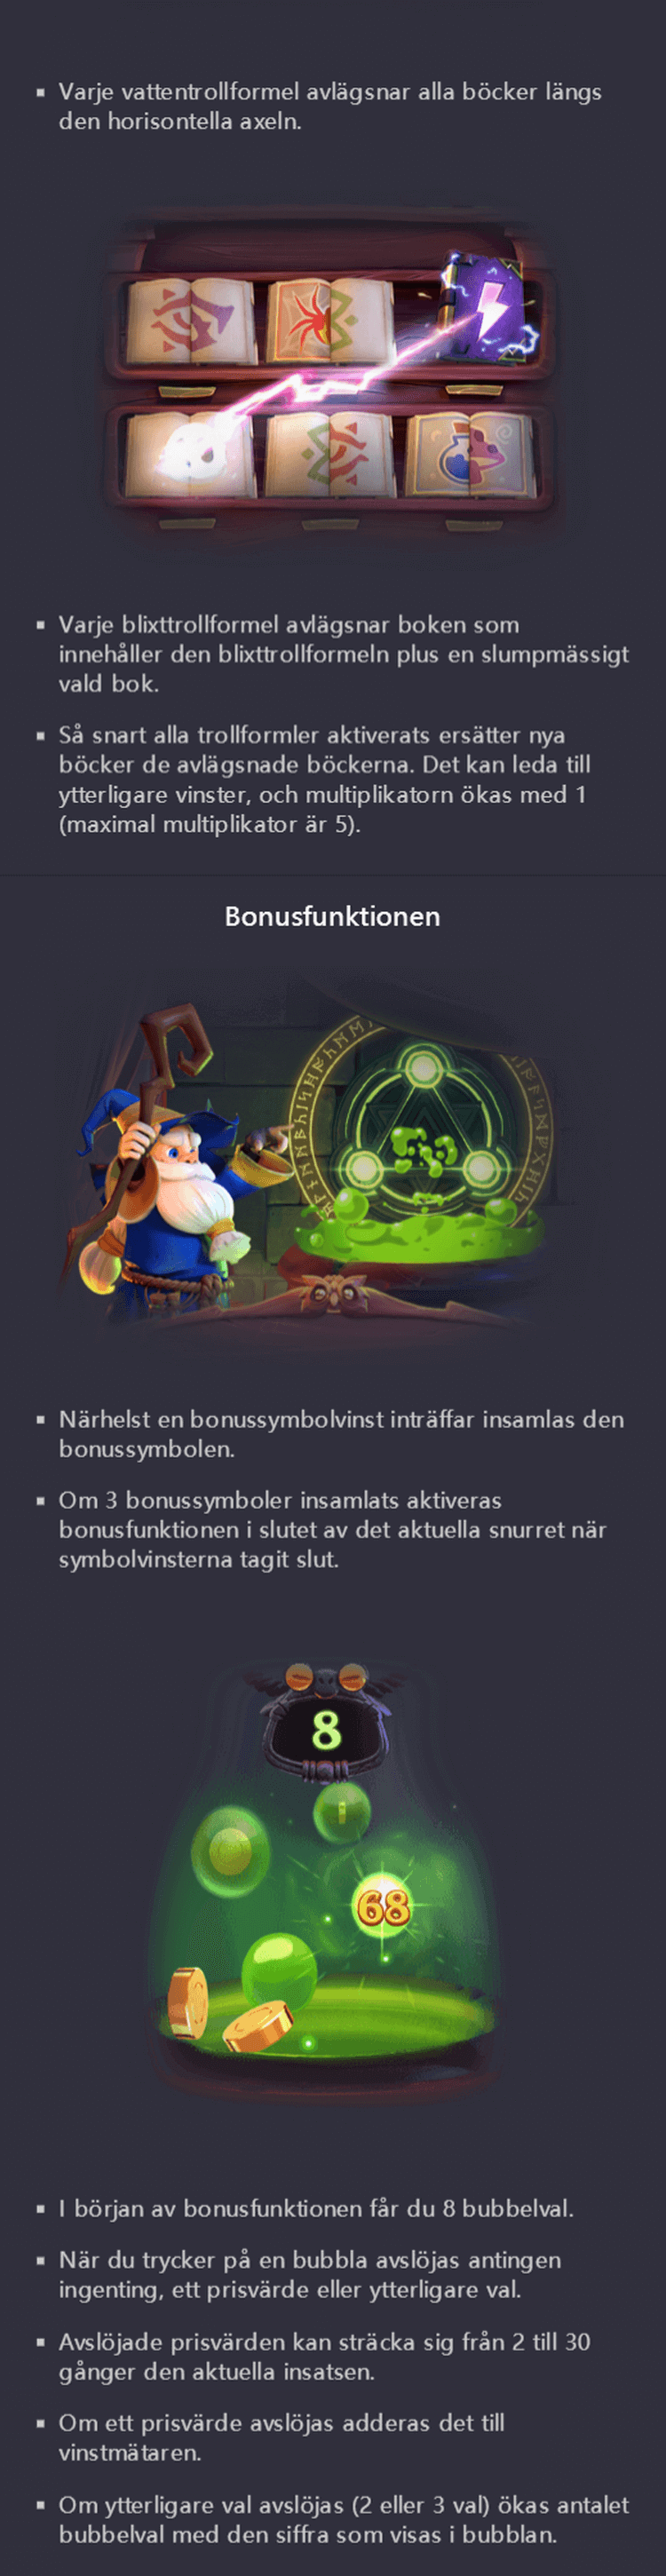 ▪ Varje vattentrollformel avlägsnar alla böcker längs
den horisontella axeln.
▪ Varje blixttrollformel avlägsnar boken som
innehåller den blixttrollformeln plus en slumpmässigt
vald bok.
▪ Så snart alla trollformler aktiverats ersätter nya
böcker de avlägsnade böckerna. Det kan leda till
ytterligare vinster, och multiplikatorn ökas med 1
(maximal multiplikator är 5).
Bonusfunktionen
▪ Närhelst en bonussymbolvinst inträffar insamlas den
bonussymbolen.
▪ Om 3 bonussymboler insamlats aktiveras
bonusfunktionen i slutet av det aktuella snurret när
symbolvinsterna tagit slut.
8
68
▪ I början av bonusfunktionen får du 8 bubbelval.
▪ När du trycker på en bubbla avslöjas antingen
ingenting, ett prisvärde eller ytterligare val.
▪ Avslöjade prisvärden kan sträcka sig från 2 till 30
gånger den aktuella insatsen.
▪ Om ett prisvärde avslöjas adderas det till
vinstmätaren.
▪ Om ytterligare val avslöjas (2 eller 3 val) ökas antalet
bubbelval med den siffra som visas i bubblan.